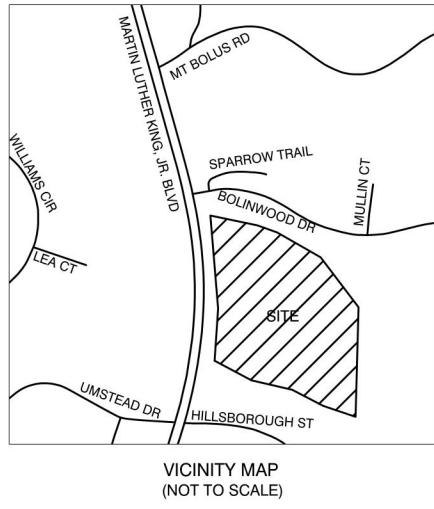 MT BOLUS RD
MARTIN LUTHER KING, JR. BLVD
WILLIAMS CIR
SPARROW TRAIL
MULLIN CT
BOLINWOOD DR
LEA CT
SITE
UMSTEAD DR
HILLSBOROUGH ST
VICINITY MAP
(NOT TO SCALE)